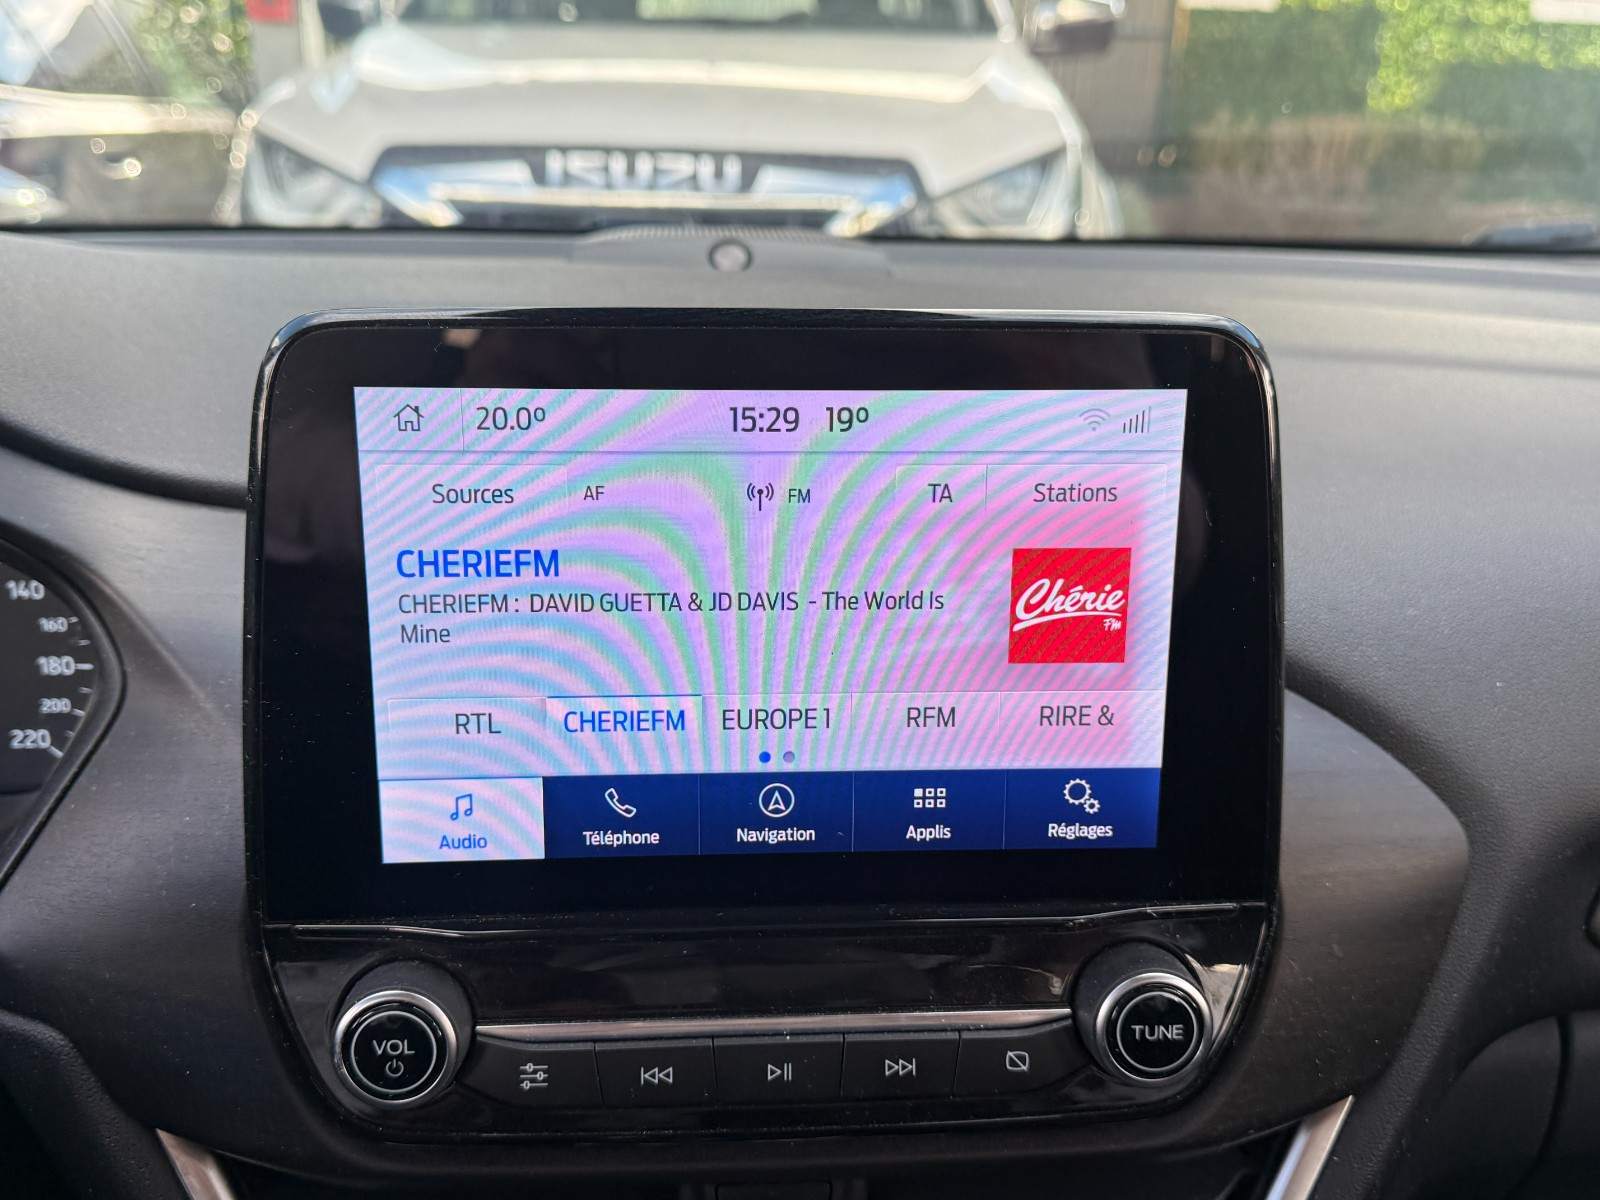 ISUZU
20.0º 15:29 19º
Sources AF FM TA Stations
CHERIEFM
CHERIEFM : DAVID GUETTA & JD DAVIS - The World Is
Mine
Chérie
FM
RTL CHERIEFM EUROPE 1 RFM RIRE &
Audio Téléphone Navigation Applis Réglages
140
160
180
200
220
VOL
TUNE